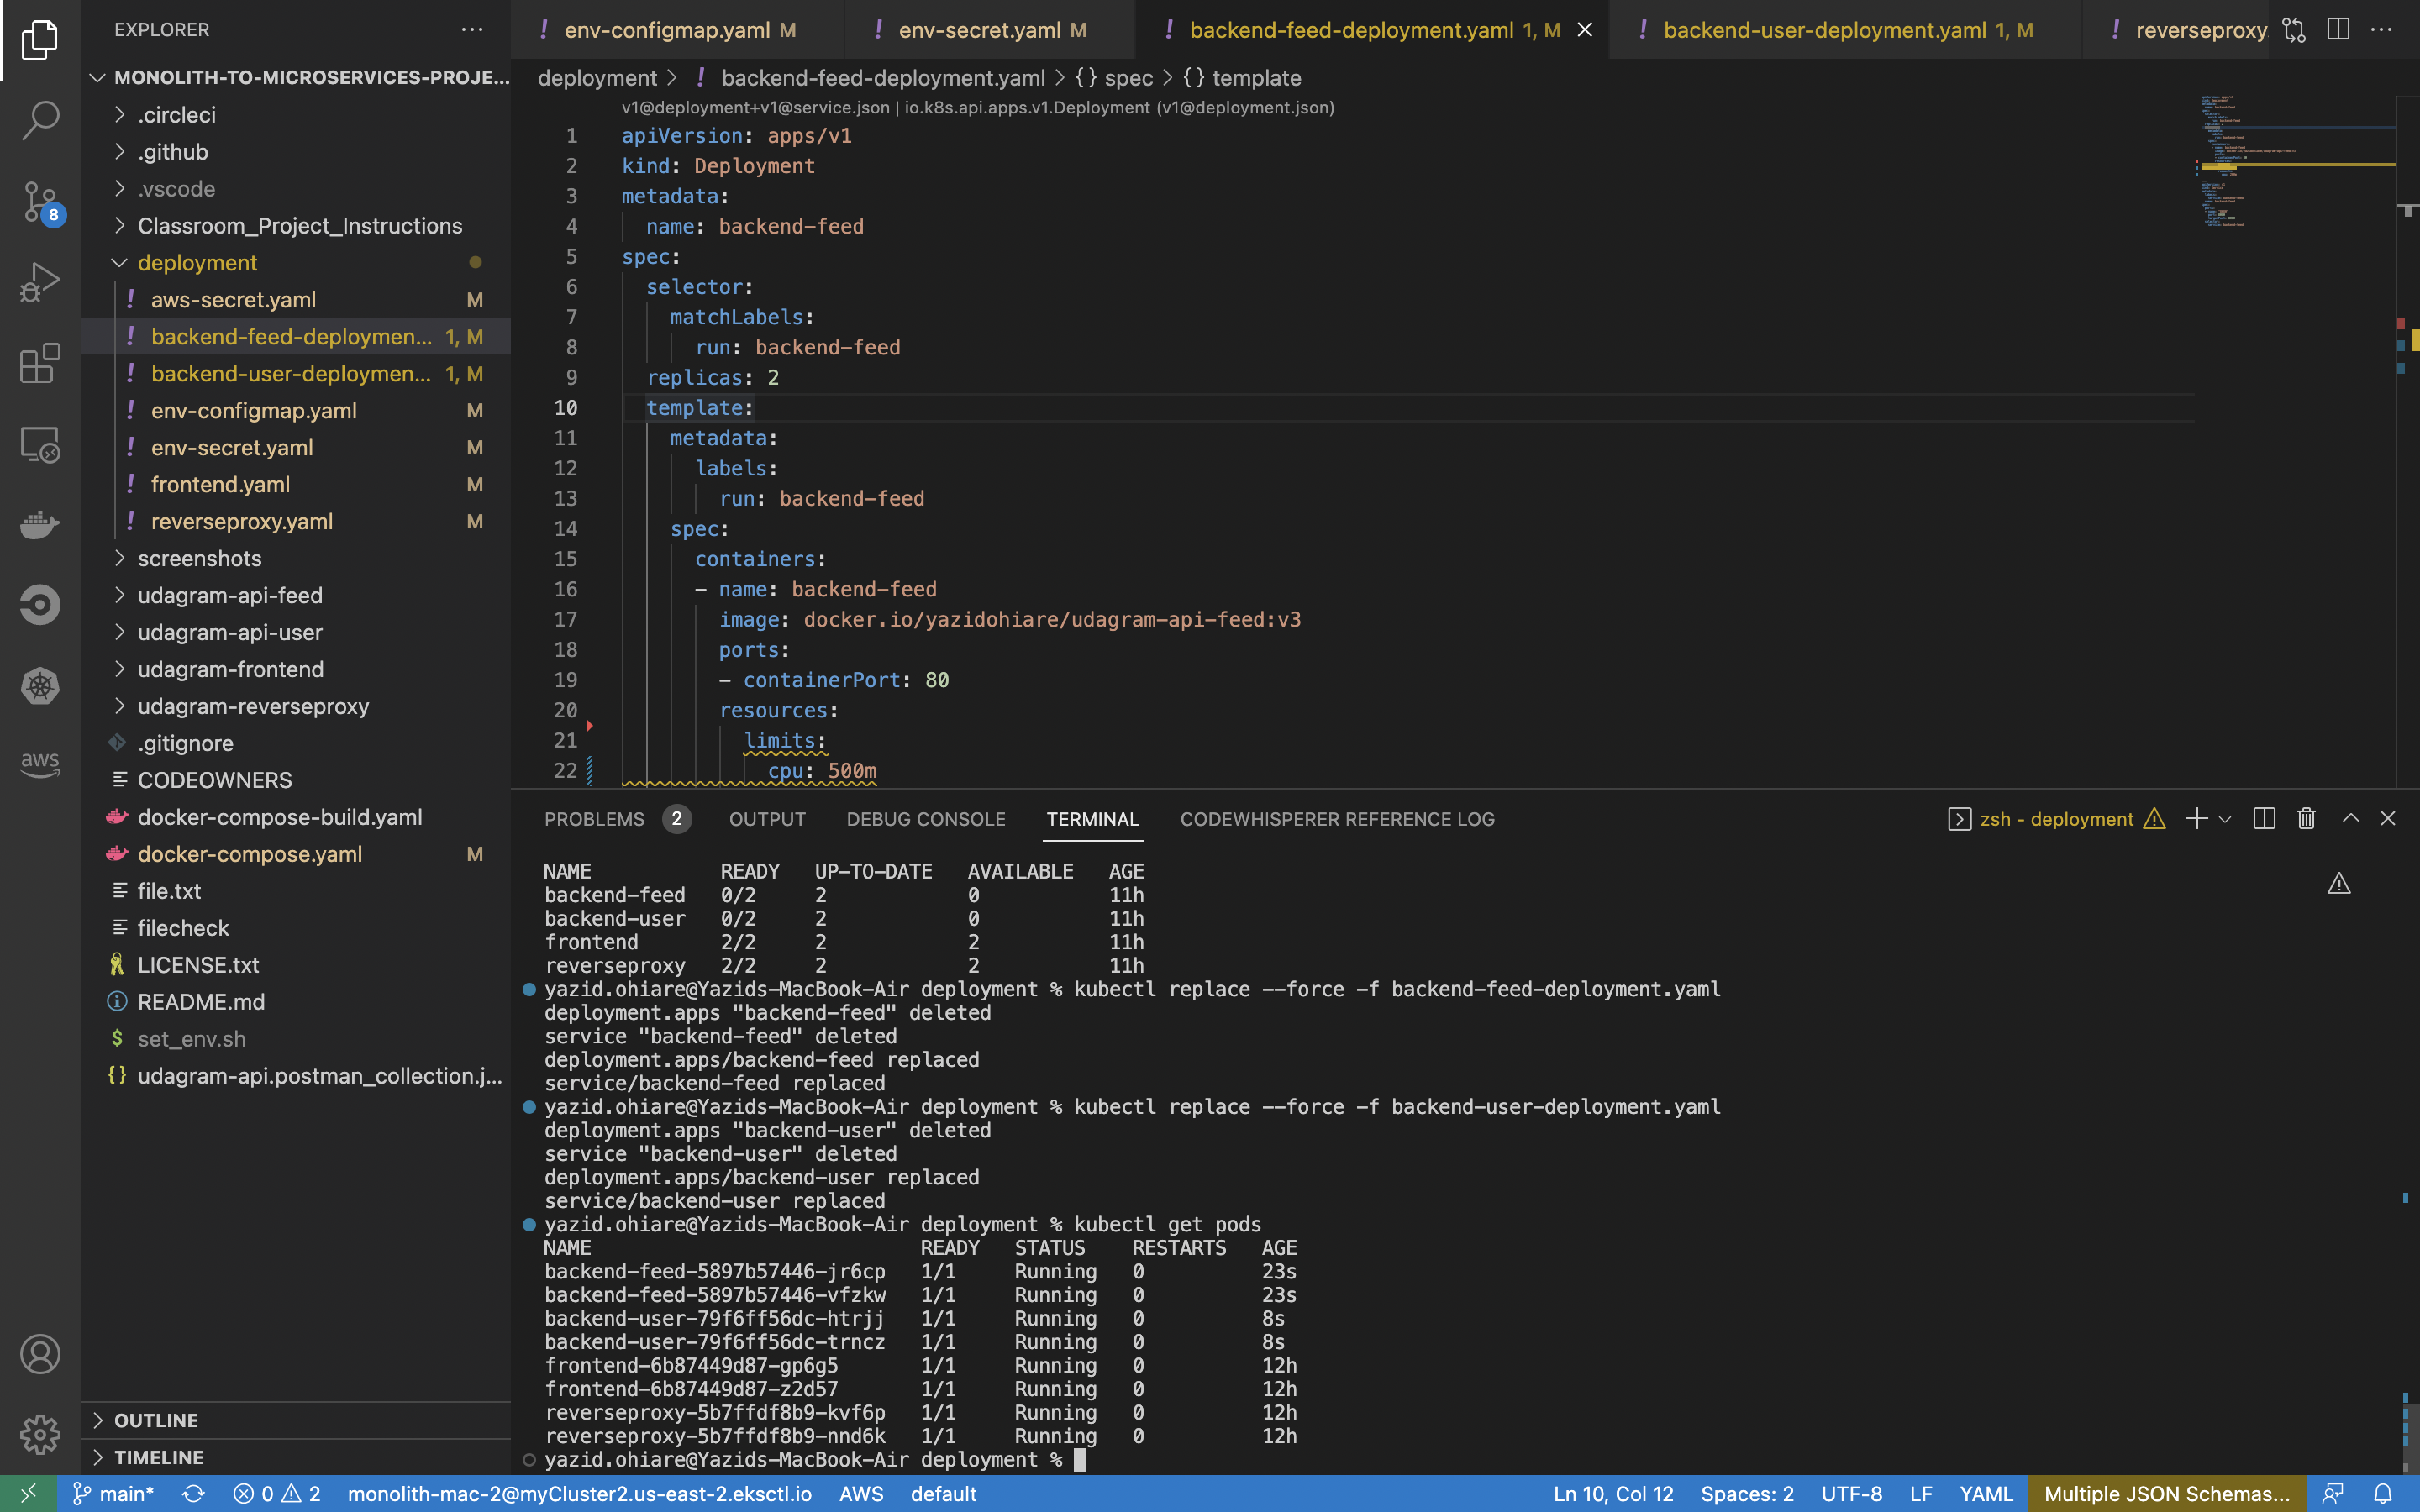 EXPLORER
MONOLITH-TO-MICROSERVICES-PROJE...
.circleci
.github
.vscode
Classroom_Project_Instructions
deployment
! aws-secret.yaml M
! backend-feed-deploymen... 1, M
! backend-user-deploymen... 1, M
! env-configmap.yaml M
! env-secret.yaml M
! frontend.yaml M
! reverseproxy.yaml M
screenshots
udagram-api-feed
udagram-api-user
udagram-frontend
udagram-reverseproxy
.gitignore
CODEOWNERS
docker-compose-build.yaml
docker-compose.yaml M
file.txt
filecheck
LICENSE.txt
README.md
$ set_env.sh
{} udagram-api.postman_collection.j...
OUTLINE
TIMELINE
8
aws
! env-configmap.yaml M ! env-secret.yaml M ! backend-feed-deployment.yaml 1, M ! backend-user-deployment.yaml 1, M ! reverseproxy
deployment > ! backend-feed-deployment.yaml > {} spec > {} template
v1@deployment+v1@service.json | io.k8s.api.apps.v1.Deployment (v1@deployment.json)
1 apiVersion: apps/v1
2 kind: Deployment
3 metadata:
4 name: backend-feed
5 spec:
6 selector:
7 matchLabels:
8 run: backend-feed
9 replicas: 2
10 template:
11 metadata:
12 labels:
13 run: backend-feed
14 spec:
15 containers:
16 - name: backend-feed
17 image: docker.io/yazidohiare/udagram-api-feed:v3
18 ports:
19 - containerPort: 80
20 resources:
21 limits:
22 cpu: 500m
PROBLEMS 2 OUTPUT DEBUG CONSOLE TERMINAL CODEWHISPERER REFERENCE LOG zsh - deployment
NAME READY UP-TO-DATE AVAILABLE AGE
backend-feed 0/2 2 0 11h
backend-user 0/2 2 0 11h
frontend 2/2 2 2 11h
reverseproxy 2/2 2 2 11h
yazid.ohiare@Yazids-MacBook-Air deployment % kubectl replace --force -f backend-feed-deployment.yaml
deployment.apps "backend-feed" deleted
service "backend-feed" deleted
deployment.apps/backend-feed replaced
service/backend-feed replaced
yazid.ohiare@Yazids-MacBook-Air deployment % kubectl replace --force -f backend-user-deployment.yaml
deployment.apps "backend-user" deleted
service "backend-user" deleted
deployment.apps/backend-user replaced
service/backend-user replaced
yazid.ohiare@Yazids-MacBook-Air deployment % kubectl get pods
NAME READY STATUS RESTARTS AGE
backend-feed-5897b57446-jr6cp 1/1 Running 0 23s
backend-feed-5897b57446-vfzkw 1/1 Running 0 23s
backend-user-79f6ff56dc-htrjj 1/1 Running 0 8s
backend-user-79f6ff56dc-trncz 1/1 Running 0 8s
frontend-6b87449d87-gp6g5 1/1 Running 0 12h
frontend-6b87449d87-z2d57 1/1 Running 0 12h
reverseproxy-5b7ffdf8b9-kvf6p 1/1 Running 0 12h
reverseproxy-5b7ffdf8b9-nnd6k 1/1 Running 0 12h
yazid.ohiare@Yazids-MacBook-Air deployment %
main* 0 2 monolith-mac-2@myCluster2.us-east-2.eksctl.io AWS default Ln 10, Col 12 Spaces: 2 UTF-8 LF YAML Multiple JSON Schemas...